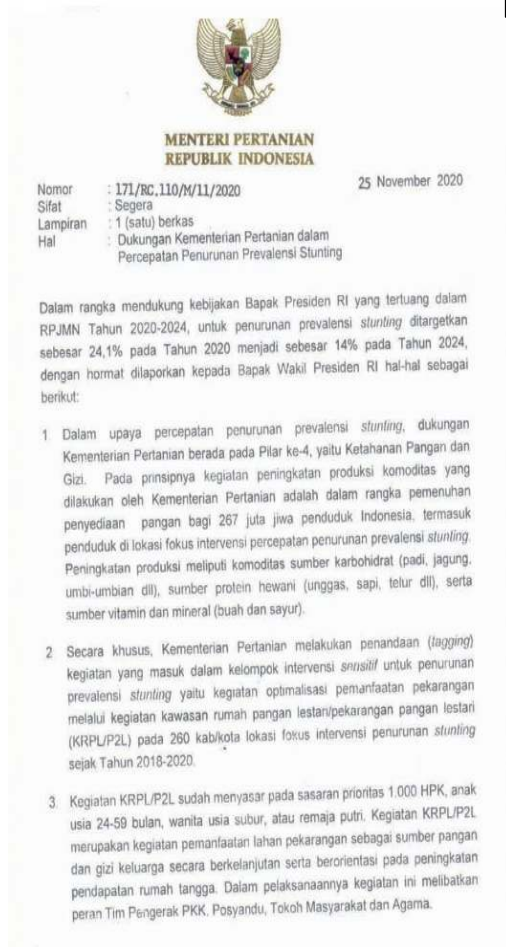 MENTERI PERTANIAN
REPUBLIK INDONESIA
25 November 2020
Nomor : 171/RC.110/M/11/2020
Sifat : Segera
Lampiran : 1 (satu) berkas
Hal : Dukungan Kementerian Pertanian dalam
Percepatan Penurunan Prevalensi Stunting
Dalam rangka mendukung kebijakan Bapak Presiden RI yang tertuang dalam
RPJMN Tahun 2020-2024, untuk penurunan prevalensi stunting ditargetkan
sebesar 24,1% pada Tahun 2020 menjadi sebesar 14% pada Tahun 2024,
dengan hormat dilaporkan kepada Bapak Wakil Presiden RI hal-hal sebagai
berikut:
1 Dalam upaya percepatan penurunan prevalensi stunting, dukungan
Kementerian Pertanian berada pada Pilar ke-4, yaitu Ketahanan Pangan dan
Gizi. Pada prinsipnya kegiatan peningkatan produksi komoditas yang
dilakukan oleh Kementerian Pertanian adalah dalam rangka pemenuhan
penyediaan pangan bagi 267 juta jiwa penduduk Indonesia, termasuk
penduduk di lokasi fokus intervensi percepatan penurunan prevalensi stunting.
Peningkatan produksi meliputi komoditas sumber karbohidrat (padi, jagung,
umbi-umbian dll), sumber protein hewani (unggas, sapi, telur dll), serta
sumber vitamin dan mineral (buah dan sayur).
2 Secara khusus, Kementerian Pertanian melakukan penandaan (tagging)
kegiatan yang masuk dalam kelompok intervensi sensitif untuk penurunan
prevalensi stunting yaitu kegiatan optimalisasi pemanfaatan pekarangan
melalui kegiatan kawasan rumah pangan lestari/pekarangan pangan lestari
(KRPL/P2L) pada 260 kab/kota lokasi fokus intervensi penurunan stunting
sejak Tahun 2018-2020.
3. Kegiatan KRPL/P2L sudah menyasar pada sasaran prioritas 1.000 HPK, anak
usia 24-59 bulan, wanita usia subur, atau remaja putri. Kegiatan KRPL/P2L
merupakan kegiatan pemanfaatan lahan pekarangan sebagai sumber pangan
dan gizi keluarga secara berkelanjutan serta berorientasi pada peningkatan
pendapatan rumah tangga. Dalam pelaksanaannya kegiatan ini melibatkan
peran Tim Pengerak PKK, Posyandu, Tokoh Masyarakat dan Agama.